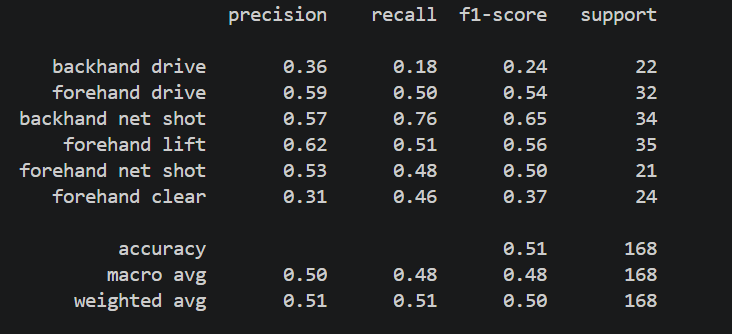 precision recall f1-score support
backhand drive 0.36 0.18 0.24 22
forehand drive 0.59 0.50 0.54 32
backhand net shot 0.57 0.76 0.65 34
forehand lift 0.62 0.51 0.56 35
forehand net shot 0.53 0.48 0.50 21
forehand clear 0.31 0.46 0.37 24
accuracy 0.51 168
macro avg 0.50 0.48 0.48 168
weighted avg 0.51 0.51 0.50 168